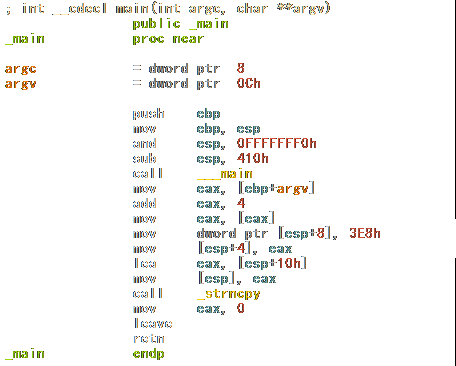 ; int __cdecl main(int argc, char **argv)
public _main
_main proc near
argc = dword ptr 8
argv = dword ptr 0Ch
push ebp
mov ebp, esp
and esp, 0FFFFFFF0h
sub esp, 410h
call ___main
mov eax, [ebp+argv]
add eax, 4
mov eax, [eax]
mov dword ptr [esp+8], 3E8h
mov [esp+4], eax
lea eax, [esp+10h]
mov [esp], eax
call _strncpy
mov eax, 0
leave
retn
_main endp